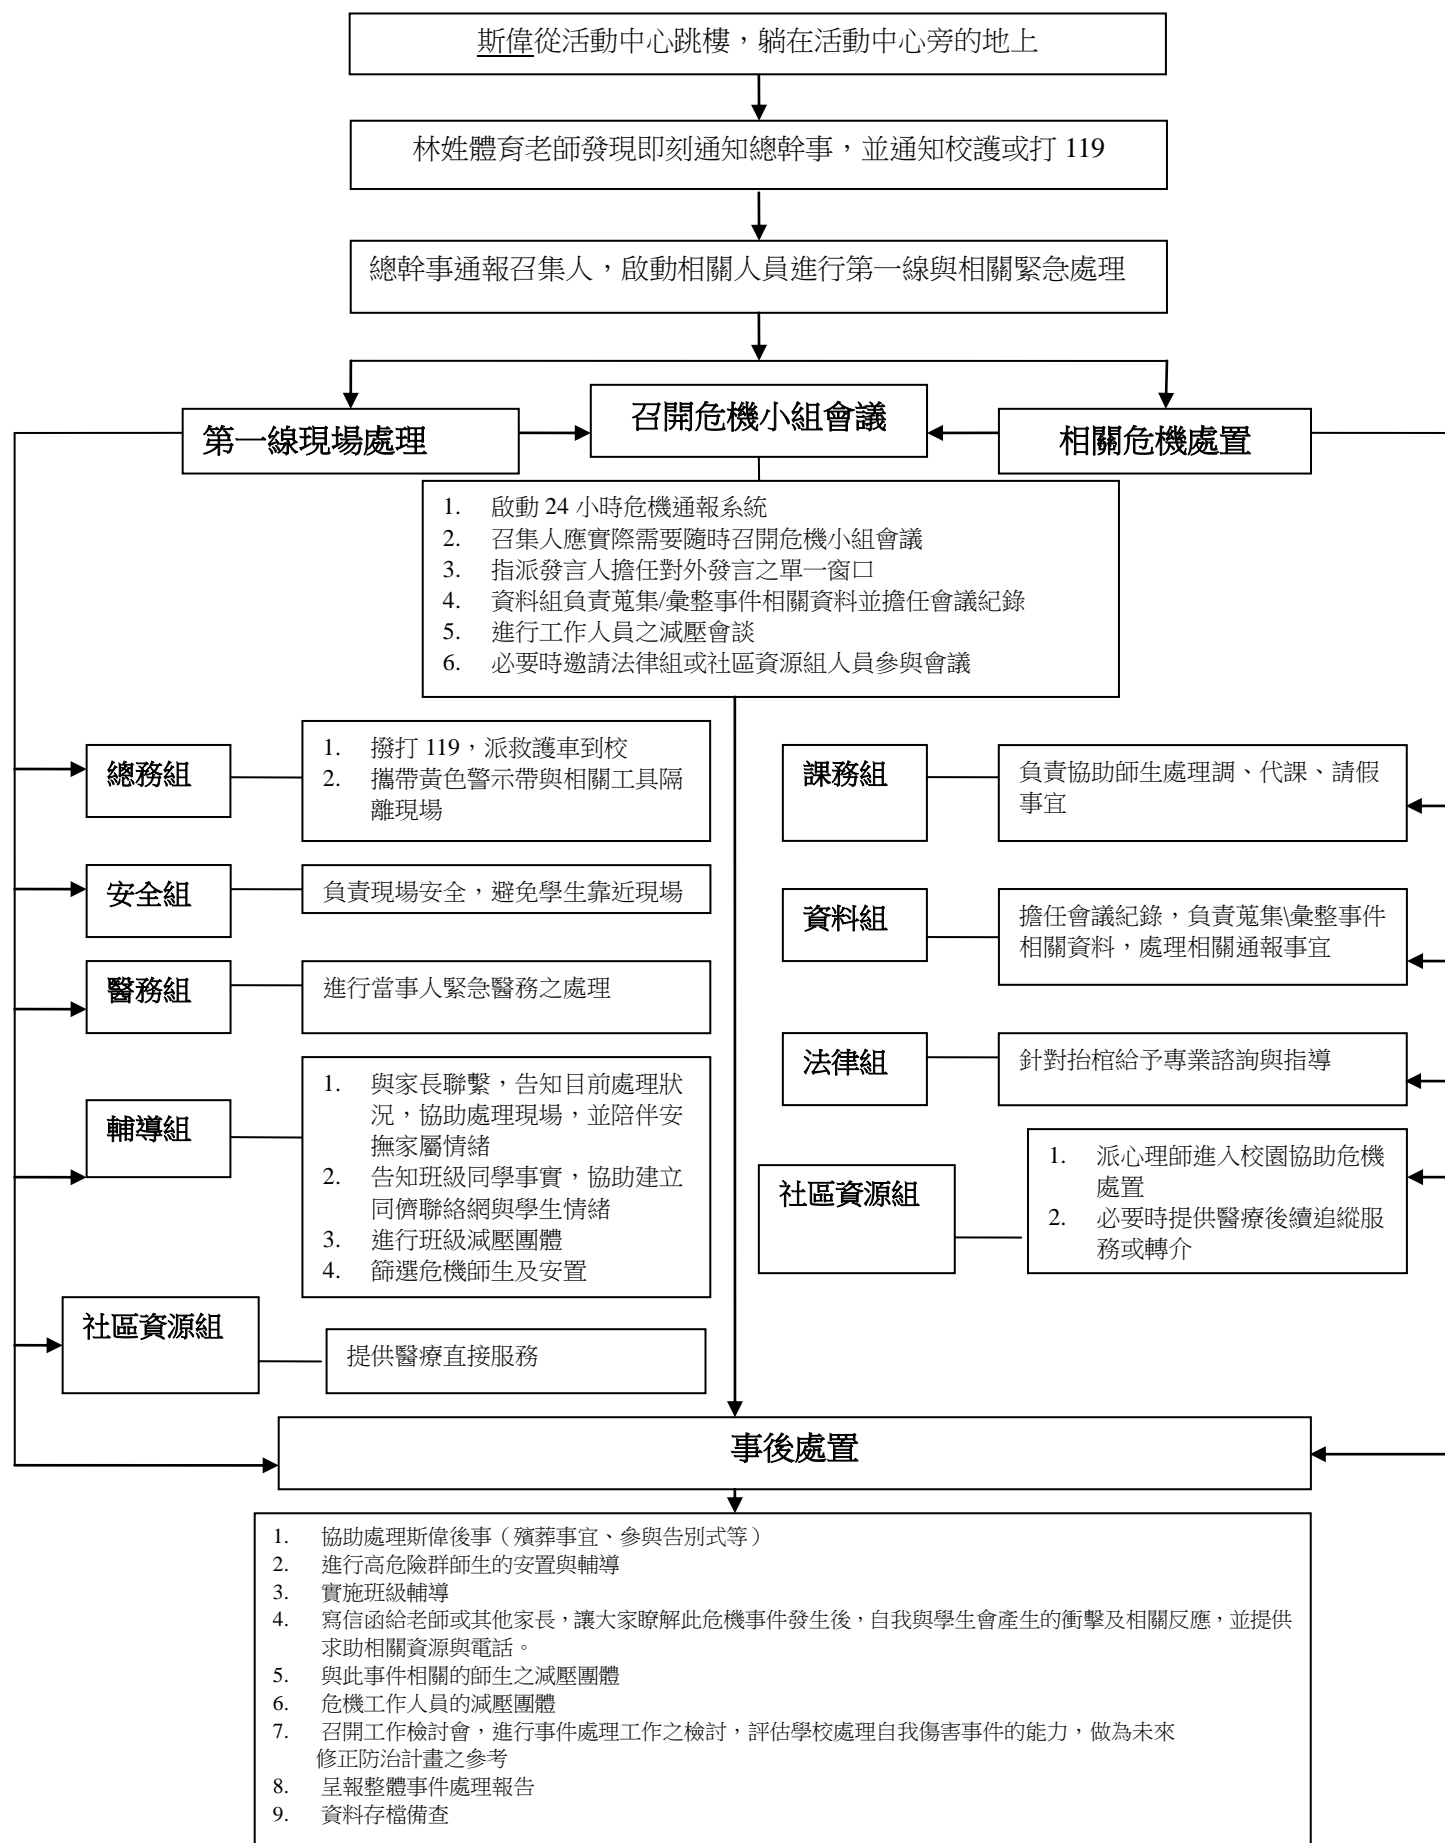 斯偉從活動中心跳樓，躺在活動中心旁的地上
林姓體育老師發現即刻通知總幹事，並通知校護或打 119
總幹事通報召集人，啟動相關人員進行第一線與相關緊急處理
第一線現場處理
召開危機小組會議
相關危機處置
1. 啟動 24 小時危機通報系統
2. 召集人應實際需要隨時召開危機小組會議
3. 指派發言人擔任對外發言之單一窗口
4. 資料組負責蒐集/彙整事件相關資料並擔任會議紀錄
5. 進行工作人員之減壓會談
6. 必要時邀請法律組或社區資源組人員參與會議
總務組
1. 撥打 119，派救護車到校
2. 攜帶黃色警示帶與相關工具隔
離現場
安全組
負責現場安全，避免學生靠近現場
醫務組
進行當事人緊急醫務之處理
輔導組
1. 與家長聯繫，告知目前處理狀
況，協助處理現場，並陪伴安
撫家屬情緒
2. 告知班級同學事實，協助建立
同儕聯絡網與學生情緒
3. 進行班級減壓團體
4. 篩選危機師生及安置
社區資源組
提供醫療直接服務
課務組
負責協助師生處理調、代課、請假
事宜
資料組
擔任會議紀錄，負責蒐集\彙整事件
相關資料，處理相關通報事宜
法律組
針對抬棺給予專業諮詢與指導
社區資源組
1. 派心理師進入校園協助危機
處置
2. 必要時提供醫療後續追縱服
務或轉介
事後處置
1. 協助處理斯偉後事（殯葬事宜、參與告別式等）
2. 進行高危險群師生的安置與輔導
3. 實施班級輔導
4. 寫信函給老師或其他家長，讓大家瞭解此危機事件發生後，自我與學生會產生的衝擊及相關反應，並提供
求助相關資源與電話。
5. 與此事件相關的師生之減壓團體
6. 危機工作人員的減壓團體
7. 召開工作檢討會，進行事件處理工作之檢討，評估學校處理自我傷害事件的能力，做為未來
修正防治計畫之參考
8. 呈報整體事件處理報告
9. 資料存檔備查